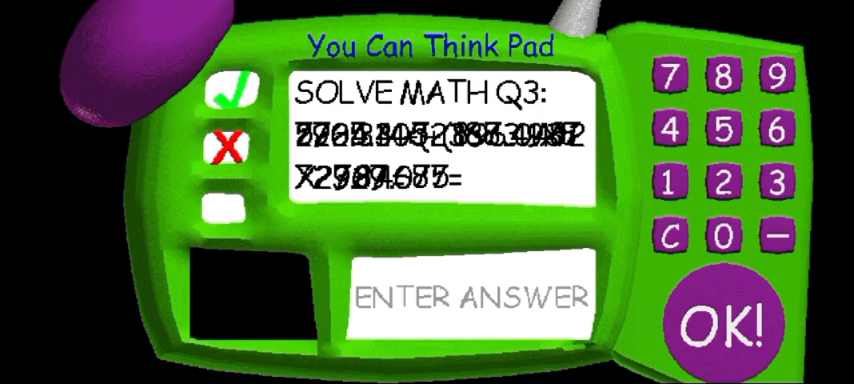 You Can Think Pad
SOLVE MATH Q3:
ENTER ANSWER
7 8 9
4 5 6
1 2 3
C 0 −
OK!